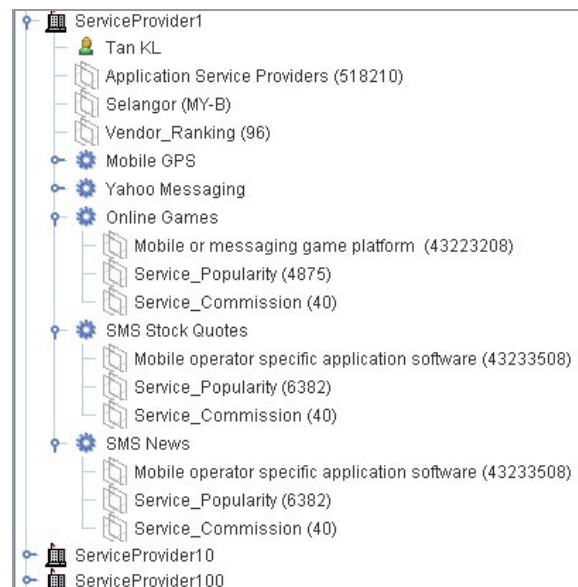 ServiceProvider1
Tan KL
Application Service Providers (518210)
Selangor (MY-B)
Vendor_Ranking (96)
Mobile GPS
Yahoo Messaging
Online Games
Mobile or messaging game platform (43223208)
Service_Popularity (4875)
Service_Commission (40)
SMS Stock Quotes
Mobile operator specific application software (43233508)
Service_Popularity (6382)
Service_Commission (40)
SMS News
Mobile operator specific application software (43233508)
Service_Popularity (6382)
Service_Commission (40)
ServiceProvider10
ServiceProvider100